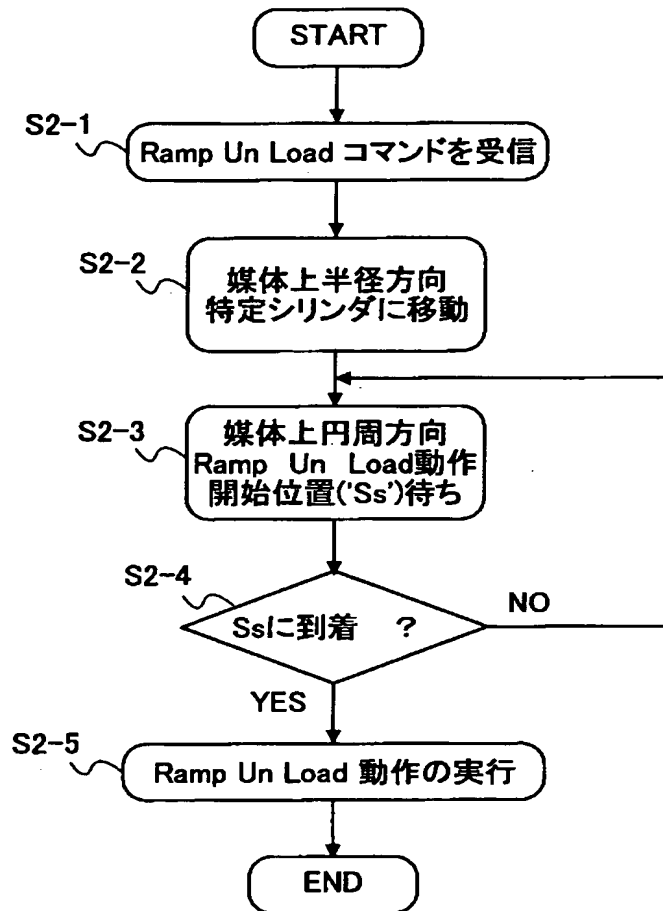 START
S2-1
Ramp Un Load コマンドを受信
S2-2
媒体上半径方向
特定シリンダに移動
S2-3
媒体上円周方向
Ramp Un Load動作
開始位置('Ss')待ち
S2-4
Ssに到着 ?
NO
YES
S2-5
Ramp Un Load 動作の実行
END